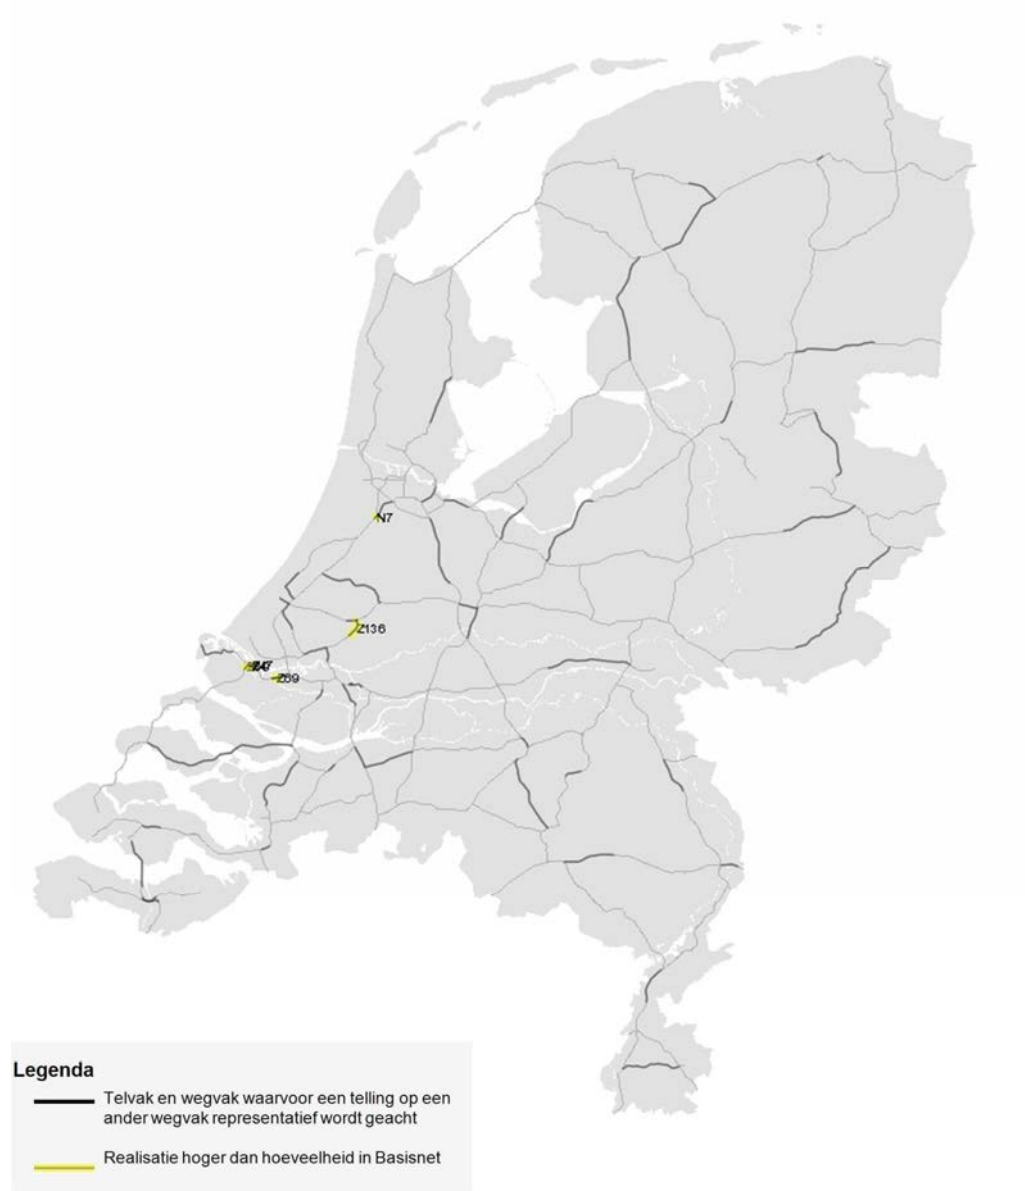 N7
Z136
Z69
Legenda
Telvak en wegvak waarvoor een telling op een
ander wegvak representatief wordt geacht
Realisatie hoger dan hoeveelheid in Basisnet